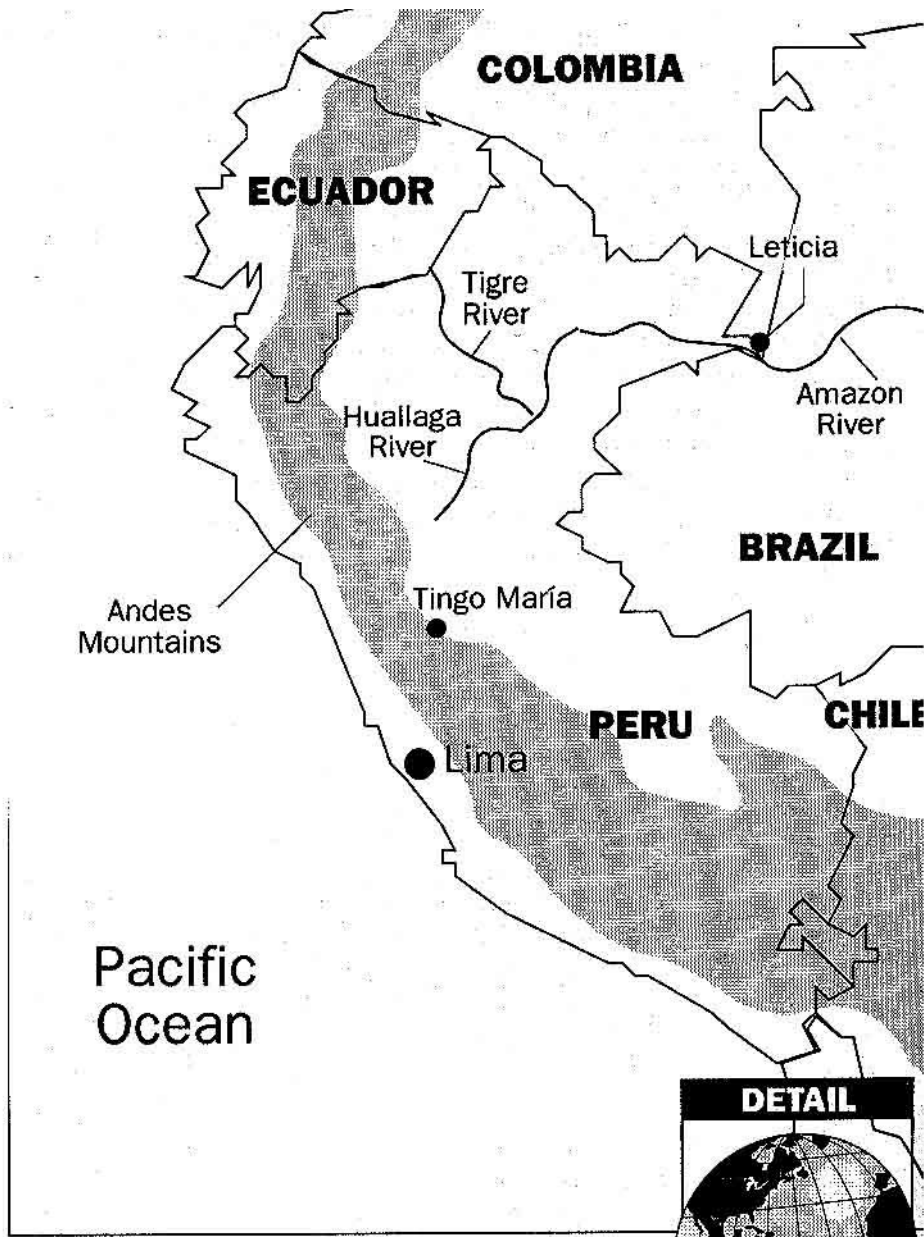 COLOMBIA
ECUADOR
Leticia
Tigre
River
Amazon
River
Huallaga
River
BRAZIL
Tingo María
Andes
Mountains
PERU
CHILE
Lima
Pacific
Ocean
DETAIL